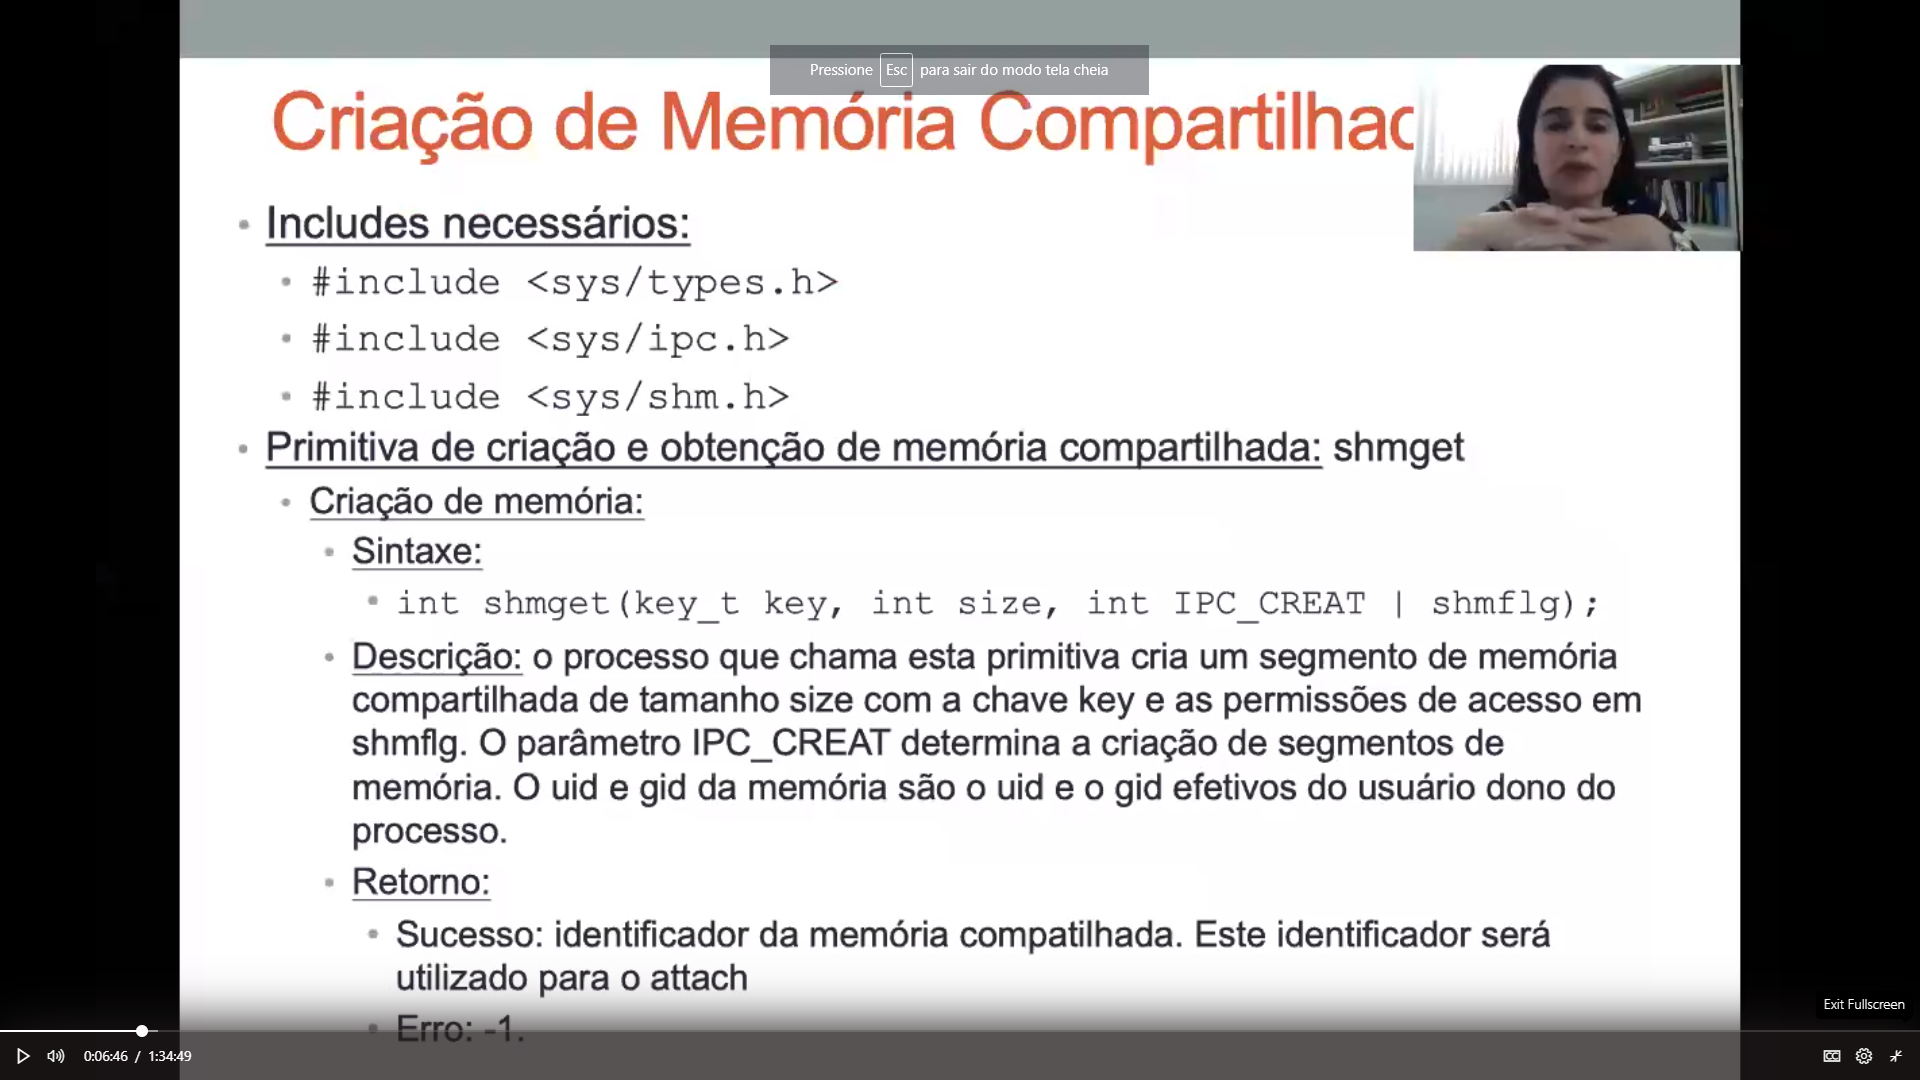 Pressione Esc para sair do modo tela cheia
Criação de Memória Compartilhad
Includes necessários:
#include <sys/types.h>
#include <sys/ipc.h>
#include <sys/shm.h>
Primitiva de criação e obtenção de memória compartilhada: shmget
Criação de memória:
Sintaxe:
int shmget(key_t key, int size, int IPC_CREAT | shmflg);
Descrição: o processo que chama esta primitiva cria um segmento de memória
compartilhada de tamanho size com a chave key e as permissões de acesso em
shmflg. O parâmetro IPC_CREAT determina a criação de segmentos de
memória. O uid e gid da memória são o uid e o gid efetivos do usuário dono do
processo.
Retorno:
Sucesso: identificador da memória compatilhada. Este identificador será
utilizado para o attach
Exit Fullscreen
Erro: -1.
0:06:46 / 1:34:49
CC